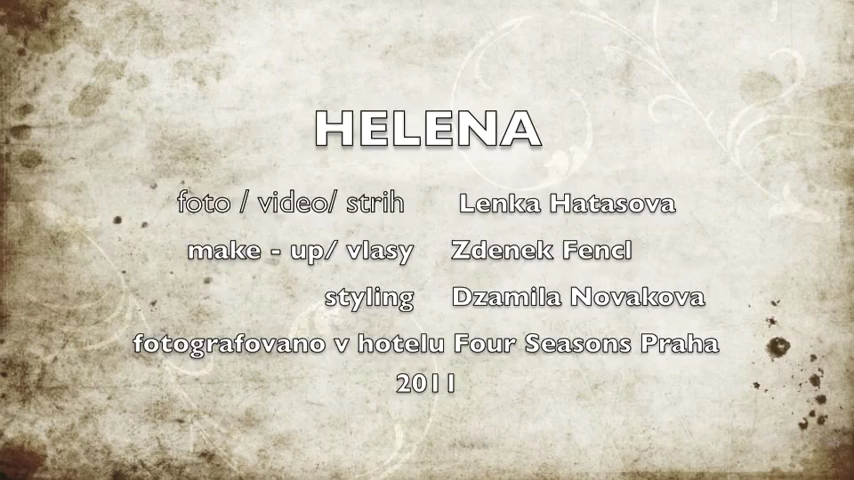 HELENA
foto / video/ strih Lenka Hatasova
make - up/ vlasy Zdenek Fencl
styling Dzamila Novakova
fotografovano v hotelu Four Seasons Praha
2011